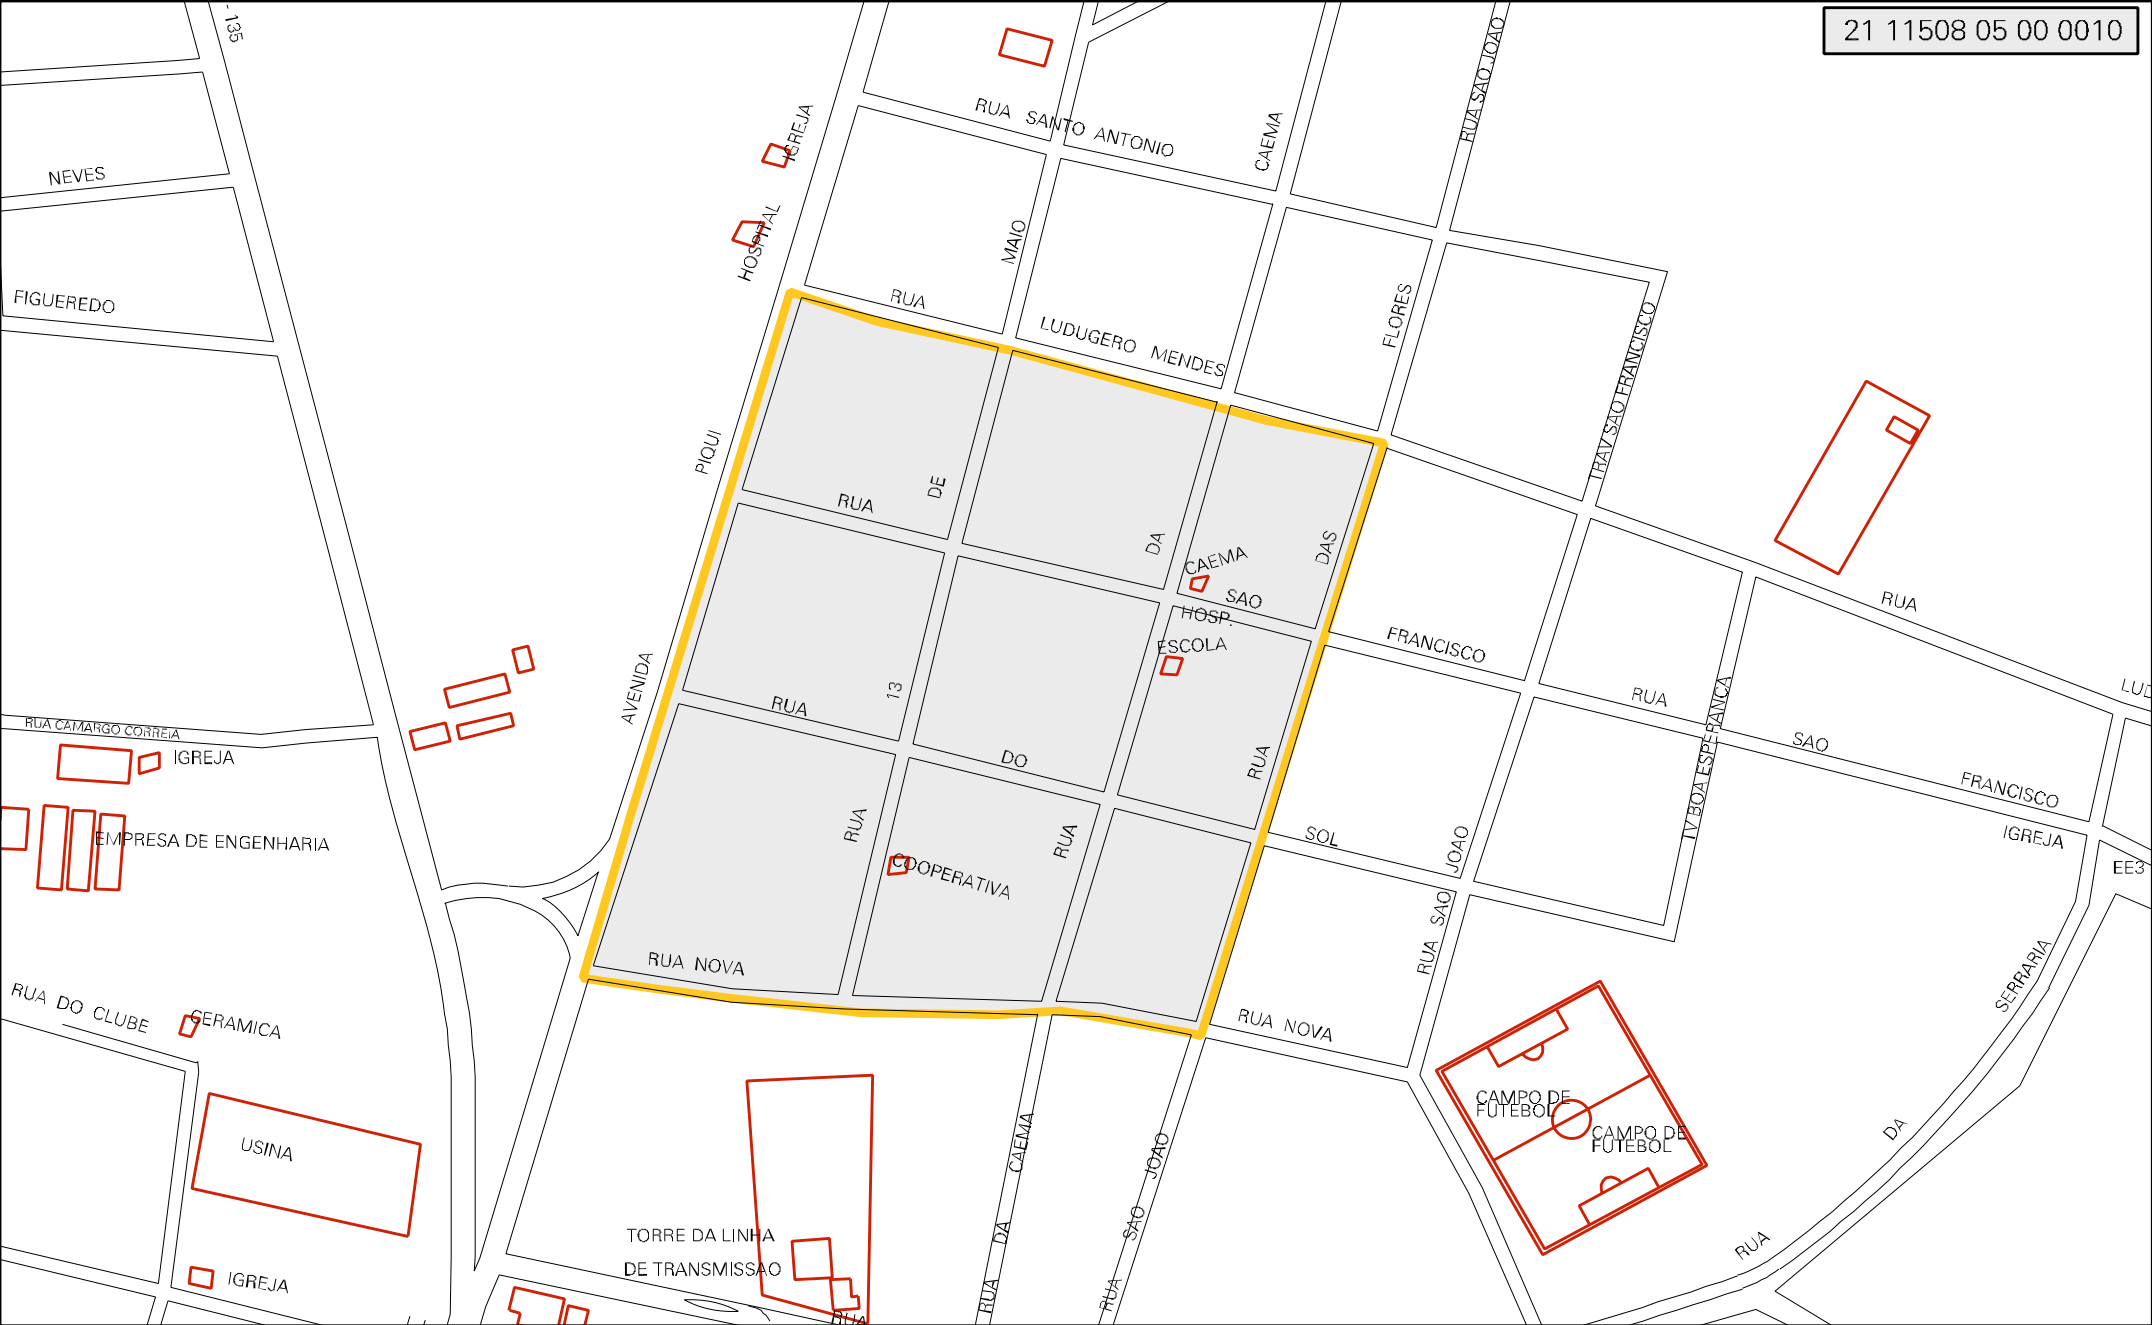 21 11508 05 00 0010
- 135
RUA SAO JOAO
IGREJA
RUA SANTO ANTONIO
CAEMA
NEVES
HOSPITAL
MAIO
FIGUEREDO
RUA
LUDUGERO MENDES
FLORES
TRAV SAO FRANCISCO
PIQUI
RUA
DE
DA
DAS
CAEMA
SAO
HOSP.
ESCOLA
FRANCISCO
RUA
RUA
SAO
FRANCISCO
LUD
AVENIDA
13
RUA
DO
RUA
SOL
TV BOA ESPERANCA
IGREJA
EE3
RUA CAMARGO CORREIA
IGREJA
EMPRESA DE ENGENHARIA
RUA
RUA
COOPERATIVA
JOAO
SAO
RUA
RUA NOVA
RUA NOVA
SERRARIA
DA
RUA
RUA DO CLUBE
CERAMICA
CAMPO DE
FUTEBOL
CAMPO DE
FUTEBOL
USINA
CAEMA
DA
RUA
JOAO
SAO
RUA
TORRE DA LINHA
DE TRANSMISSAO
IGREJA
RUA